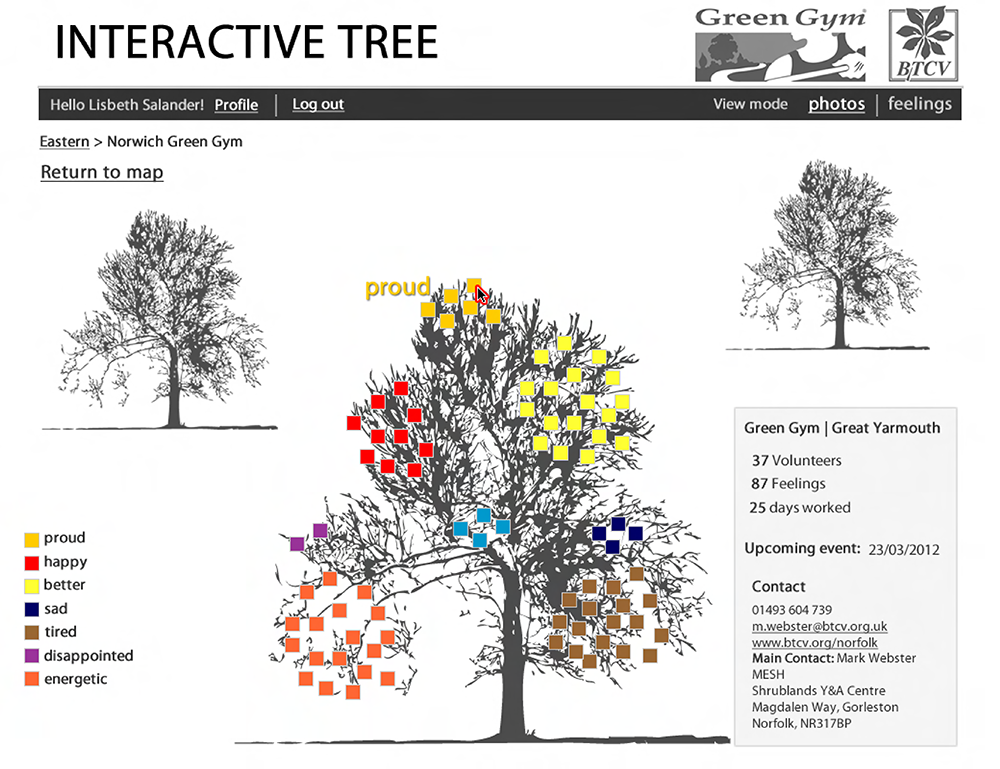 INTERACTIVE TREE
Green Gym
BTCV
Hello Lisbeth Salander! Profile | Log out
View mode photos | feelings
Eastern > Norwich Green Gym
Return to map
proud
Green Gym | Great Yarmouth
37 Volunteers
87 Feelings
25 days worked
Upcoming event: 23/03/2012
Contact
01493 604 739
m.webster@btcv.org.uk
www.btcv.org/norfolk
Main Contact: Mark Webster
MESH
Shrublands Y&A Centre
Magdalen Way, Gorleston
Norfolk, NR317BP
proud
happy
better
sad
tired
disappointed
energetic